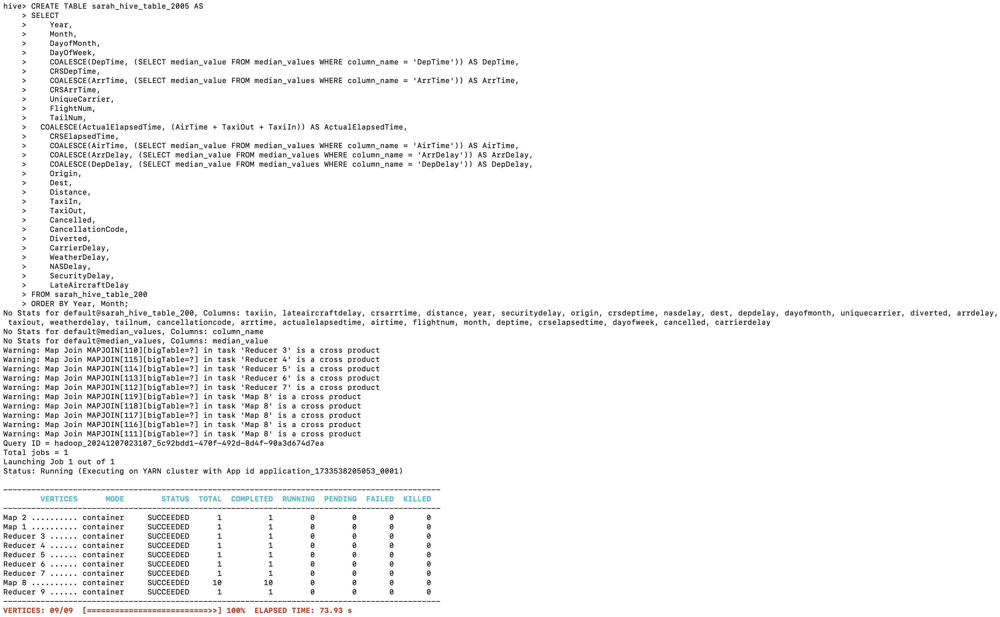 hive> CREATE TABLE sarah_hive_table_2005 AS
    > SELECT
    >     Year,
    >     Month,
    >     DayofMonth,
    >     DayOfWeek,
    >     COALESCE(DepTime, (SELECT median_value FROM median_values WHERE column_name = 'DepTime')) AS DepTime,
    >     CRSDepTime,
    >     COALESCE(ArrTime, (SELECT median_value FROM median_values WHERE column_name = 'ArrTime')) AS ArrTime,
    >     CRSArrTime,
    >     UniqueCarrier,
    >     FlightNum,
    >     TailNum,
    >   COALESCE(ActualElapsedTime, (AirTime + TaxiOut + TaxiIn)) AS ActualElapsedTime,
    >     CRSElapsedTime,
    >     COALESCE(AirTime, (SELECT median_value FROM median_values WHERE column_name = 'AirTime')) AS AirTime,
    >     COALESCE(ArrDelay, (SELECT median_value FROM median_values WHERE column_name = 'ArrDelay')) AS ArrDelay,
    >     COALESCE(DepDelay, (SELECT median_value FROM median_values WHERE column_name = 'DepDelay')) AS DepDelay,
    >     Origin,
    >     Dest,
    >     Distance,
    >     TaxiIn,
    >     TaxiOut,
    >     Cancelled,
    >     CancellationCode,
    >     Diverted,
    >     CarrierDelay,
    >     WeatherDelay,
    >     NASDelay,
    >     SecurityDelay,
    >     LateAircraftDelay
    > FROM sarah_hive_table_200
    > ORDER BY Year, Month;
No Stats for default@sarah_hive_table_200, Columns: taxiin, lateaircraftdelay, crsarrtime, distance, year, securitydelay, origin, crsdeptime, nasdelay, dest, depdelay, dayofmonth, uniquecarrier, diverted, arrdelay,
 taxiout, weatherdelay, tailnum, cancellationcode, arrtime, actualelapsedtime, airtime, flightnum, month, deptime, crselapsedtime, dayofweek, cancelled, carrierdelay
No Stats for default@median_values, Columns: column_name
No Stats for default@median_values, Columns: median_value
Warning: Map Join MAPJOIN[110][bigTable=?] in task 'Reducer 3' is a cross product
Warning: Map Join MAPJOIN[115][bigTable=?] in task 'Reducer 4' is a cross product
Warning: Map Join MAPJOIN[114][bigTable=?] in task 'Reducer 5' is a cross product
Warning: Map Join MAPJOIN[113][bigTable=?] in task 'Reducer 6' is a cross product
Warning: Map Join MAPJOIN[112][bigTable=?] in task 'Reducer 7' is a cross product
Warning: Map Join MAPJOIN[119][bigTable=?] in task 'Map 8' is a cross product
Warning: Map Join MAPJOIN[118][bigTable=?] in task 'Map 8' is a cross product
Warning: Map Join MAPJOIN[117][bigTable=?] in task 'Map 8' is a cross product
Warning: Map Join MAPJOIN[116][bigTable=?] in task 'Map 8' is a cross product
Warning: Map Join MAPJOIN[111][bigTable=?] in task 'Map 8' is a cross product
Query ID = hadoop_20241207023107_5c92bdd1-470f-492d-8d4f-90a3d674d7ea
Total jobs = 1
Launching Job 1 out of 1
Status: Running (Executing on YARN cluster with App id application_1733538205053_0001)
----------------------------------------------------------------------------------------------
        VERTICES      MODE        STATUS  TOTAL  COMPLETED  RUNNING  PENDING  FAILED  KILLED
----------------------------------------------------------------------------------------------
Map 2 .......... container     SUCCEEDED      1          1        0        0       0       0
Map 1 .......... container     SUCCEEDED      1          1        0        0       0       0
Reducer 3 ...... container     SUCCEEDED      1          1        0        0       0       0
Reducer 4 ...... container     SUCCEEDED      1          1        0        0       0       0
Reducer 5 ...... container     SUCCEEDED      1          1        0        0       0       0
Reducer 6 ...... container     SUCCEEDED      1          1        0        0       0       0
Reducer 7 ...... container     SUCCEEDED      1          1        0        0       0       0
Map 8 .......... container     SUCCEEDED     10         10        0        0       0       0
Reducer 9 ...... container     SUCCEEDED      1          1        0        0       0       0
----------------------------------------------------------------------------------------------
VERTICES: 09/09  [==========================>>] 100%  ELAPSED TIME: 73.93 s